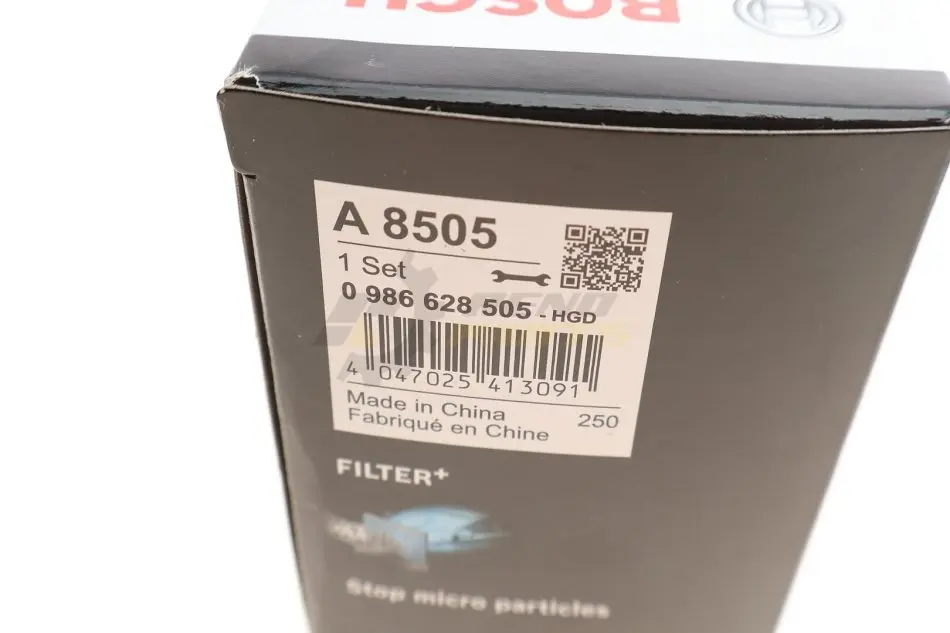 BOSCH
A 8505
1 Set
0 986 628 505 - HGD
4 047025 413091
Made in China
250
Fabriqué en Chine
FILTER+
Stop micro particles